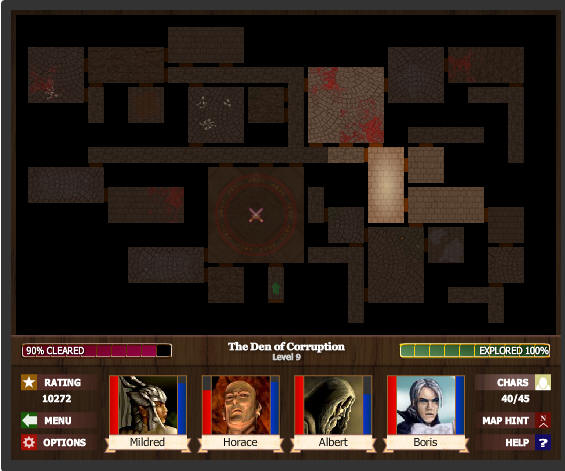 90% CLEARED
The Den of Corruption
Level 9
EXPLORED 100%
RATING
10272
MENU
OPTIONS
Mildred
Horace
Albert
Boris
CHARS
40/45
MAP HINT
N
HELP
?